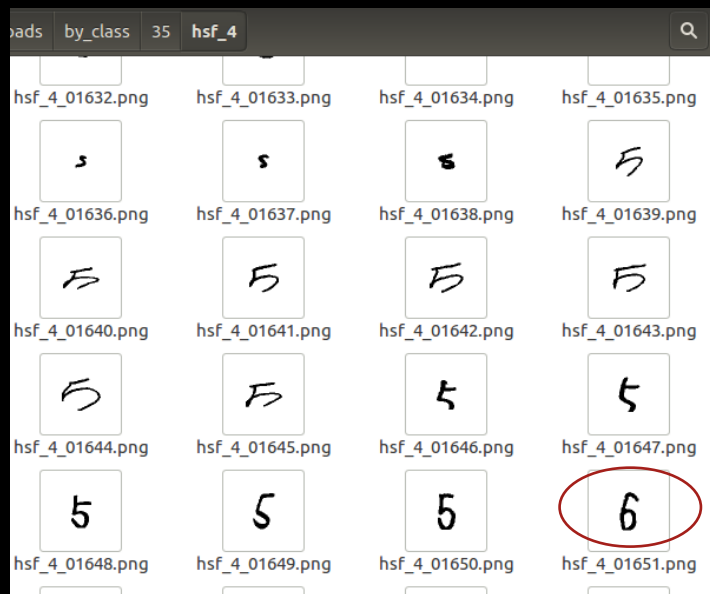 oads by_class 35 hsf_4
hsf_4_01632.png hsf_4_01633.png hsf_4_01634.png hsf_4_01635.png
s s s 5
hsf_4_01636.png hsf_4_01637.png hsf_4_01638.png hsf_4_01639.png
5 5 5 5
hsf_4_01640.png hsf_4_01641.png hsf_4_01642.png hsf_4_01643.png
5 5 5 5
hsf_4_01644.png hsf_4_01645.png hsf_4_01646.png hsf_4_01647.png
5 5 5 6
hsf_4_01648.png hsf_4_01649.png hsf_4_01650.png hsf_4_01651.png